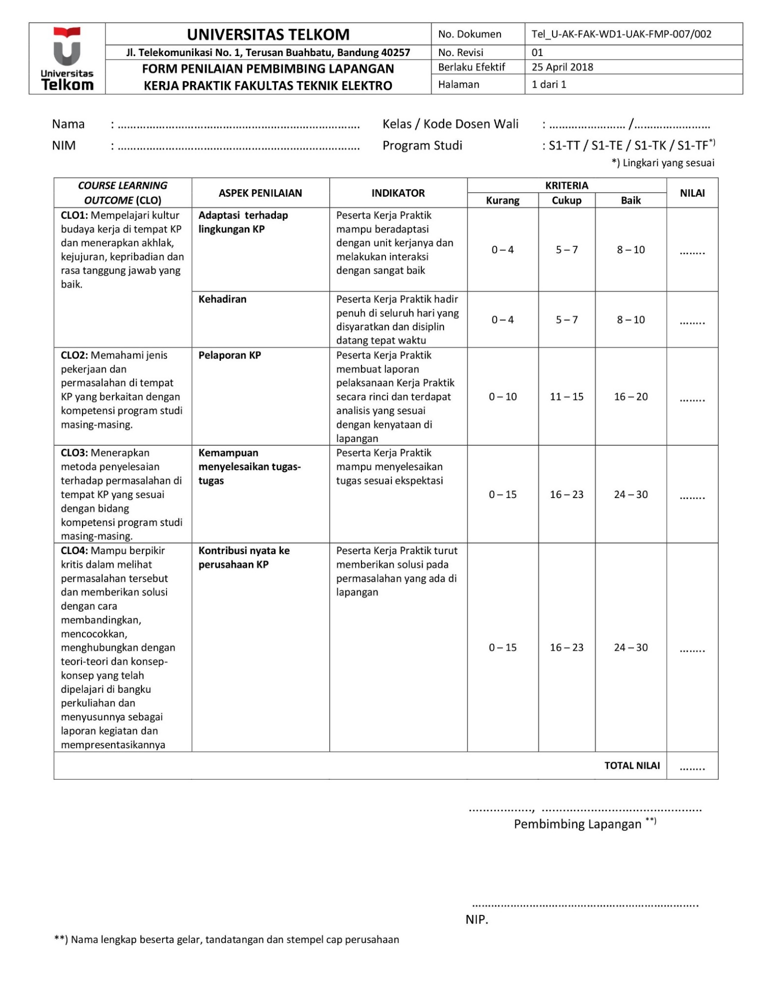 Universitas
Telkom
UNIVERSITAS TELKOM
Jl. Telekomunikasi No. 1, Terusan Buahbatu, Bandung 40257
FORM PENILAIAN PEMBIMBING LAPANGAN
KERJA PRAKTIK FAKULTAS TEKNIK ELEKTRO
No. Dokumen Tel_U-AK-FAK-WD1-UAK-FMP-007/002
No. Revisi 01
Berlaku Efektif 25 April 2018
Halaman 1 dari 1
Nama : ........................................................................... Kelas / Kode Dosen Wali : ........................ /........................
NIM : ........................................................................... Program Studi : S1-TT / S1-TE / S1-TK / S1-TF*)
*) Lingkari yang sesuai
COURSE LEARNING
OUTCOME (CLO)
ASPEK PENILAIAN
INDIKATOR
KRITERIA
Kurang Cukup Baik
NILAI
CLO1: Mempelajari kultur
budaya kerja di tempat KP
dan menerapkan akhlak,
kejujuran, kepribadian dan
rasa tanggung jawab yang
baik.
Adaptasi terhadap
lingkungan KP
Peserta Kerja Praktik
mampu beradaptasi
dengan unit kerjanya dan
melakukan interaksi
dengan sangat baik
0 – 4 5 – 7 8 – 10 ........
Kehadiran
Peserta Kerja Praktik hadir
penuh di seluruh hari yang
disyaratkan dan disiplin
datang tepat waktu
0 – 4 5 – 7 8 – 10 ........
CLO2: Memahami jenis
pekerjaan dan
permasalahan di tempat
KP yang berkaitan dengan
kompetensi program studi
masing-masing.
Pelaporan KP
Peserta Kerja Praktik
membuat laporan
pelaksanaan Kerja Praktik
secara rinci dan terdapat
analisis yang sesuai
dengan kenyataan di
lapangan
0 – 10 11 – 15 16 – 20 ........
CLO3: Menerapkan
metoda penyelesaian
terhadap permasalahan di
tempat KP yang sesuai
dengan bidang
kompetensi program studi
masing-masing.
Kemampuan
menyelesaikan tugas-
tugas
Peserta Kerja Praktik
mampu menyelesaikan
tugas sesuai ekspektasi
0 – 15 16 – 23 24 – 30 ........
CLO4: Mampu berpikir
kritis dalam melihat
permasalahan tersebut
dan memberikan solusi
dengan cara
membandingkan,
mencocokkan,
menghubungkan dengan
teori-teori dan konsep-
konsep yang telah
dipelajari di bangku
perkuliahan dan
menyusunnya sebagai
laporan kegiatan dan
mempresentasikannya
Kontribusi nyata ke
perusahaan KP
Peserta Kerja Praktik turut
memberikan solusi pada
permasalahan yang ada di
lapangan
0 – 15 16 – 23 24 – 30 ........
TOTAL NILAI ........
.................., ..............................................
Pembimbing Lapangan **)
.......................................................................
NIP.
**) Nama lengkap beserta gelar, tandatangan dan stempel cap perusahaan